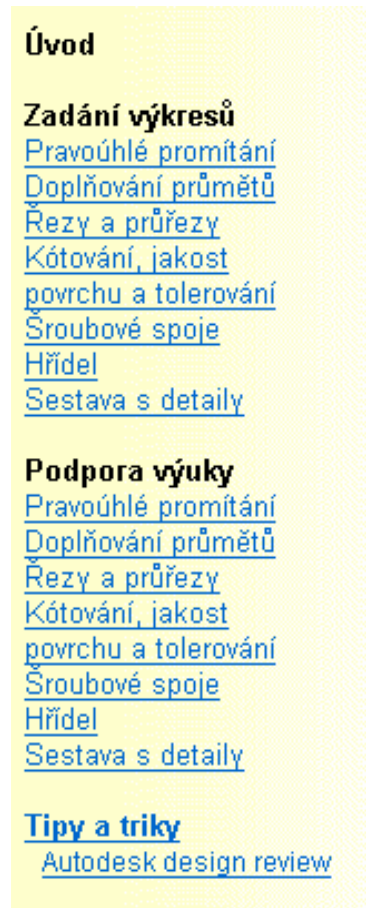 Úvod
Zadání výkresů
Pravoúhlé promítání
Doplňování průmětů
Řezy a průřezy
Kótování, jakost
povrchu a tolerování
Šroubové spoje
Hřídel
Sestava s detaily
Podpora výuky
Pravoúhlé promítání
Doplňování průmětů
Řezy a průřezy
Kótování, jakost
povrchu a tolerování
Šroubové spoje
Hřídel
Sestava s detaily
Tipy a triky
Autodesk design review